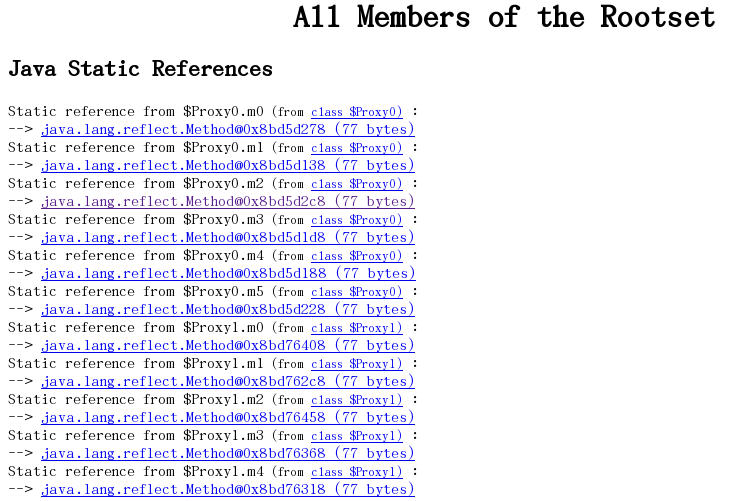 All Members of the Rootset
Java Static References
Static reference from $Proxy0.m0 (from class $Proxy0) :
--> java.lang.reflect.Method@0x8bd5d278 (77 bytes)
Static reference from $Proxy0.m1 (from class $Proxy0) :
--> java.lang.reflect.Method@0x8bd5d138 (77 bytes)
Static reference from $Proxy0.m2 (from class $Proxy0) :
--> java.lang.reflect.Method@0x8bd5d2c8 (77 bytes)
Static reference from $Proxy0.m3 (from class $Proxy0) :
--> java.lang.reflect.Method@0x8bd5d1d8 (77 bytes)
Static reference from $Proxy0.m4 (from class $Proxy0) :
--> java.lang.reflect.Method@0x8bd5d188 (77 bytes)
Static reference from $Proxy0.m5 (from class $Proxy0) :
--> java.lang.reflect.Method@0x8bd5d228 (77 bytes)
Static reference from $Proxy1.m0 (from class $Proxy1) :
--> java.lang.reflect.Method@0x8bd76408 (77 bytes)
Static reference from $Proxy1.m1 (from class $Proxy1) :
--> java.lang.reflect.Method@0x8bd762c8 (77 bytes)
Static reference from $Proxy1.m2 (from class $Proxy1) :
--> java.lang.reflect.Method@0x8bd76458 (77 bytes)
Static reference from $Proxy1.m3 (from class $Proxy1) :
--> java.lang.reflect.Method@0x8bd76368 (77 bytes)
Static reference from $Proxy1.m4 (from class $Proxy1) :
--> java.lang.reflect.Method@0x8bd76318 (77 bytes)